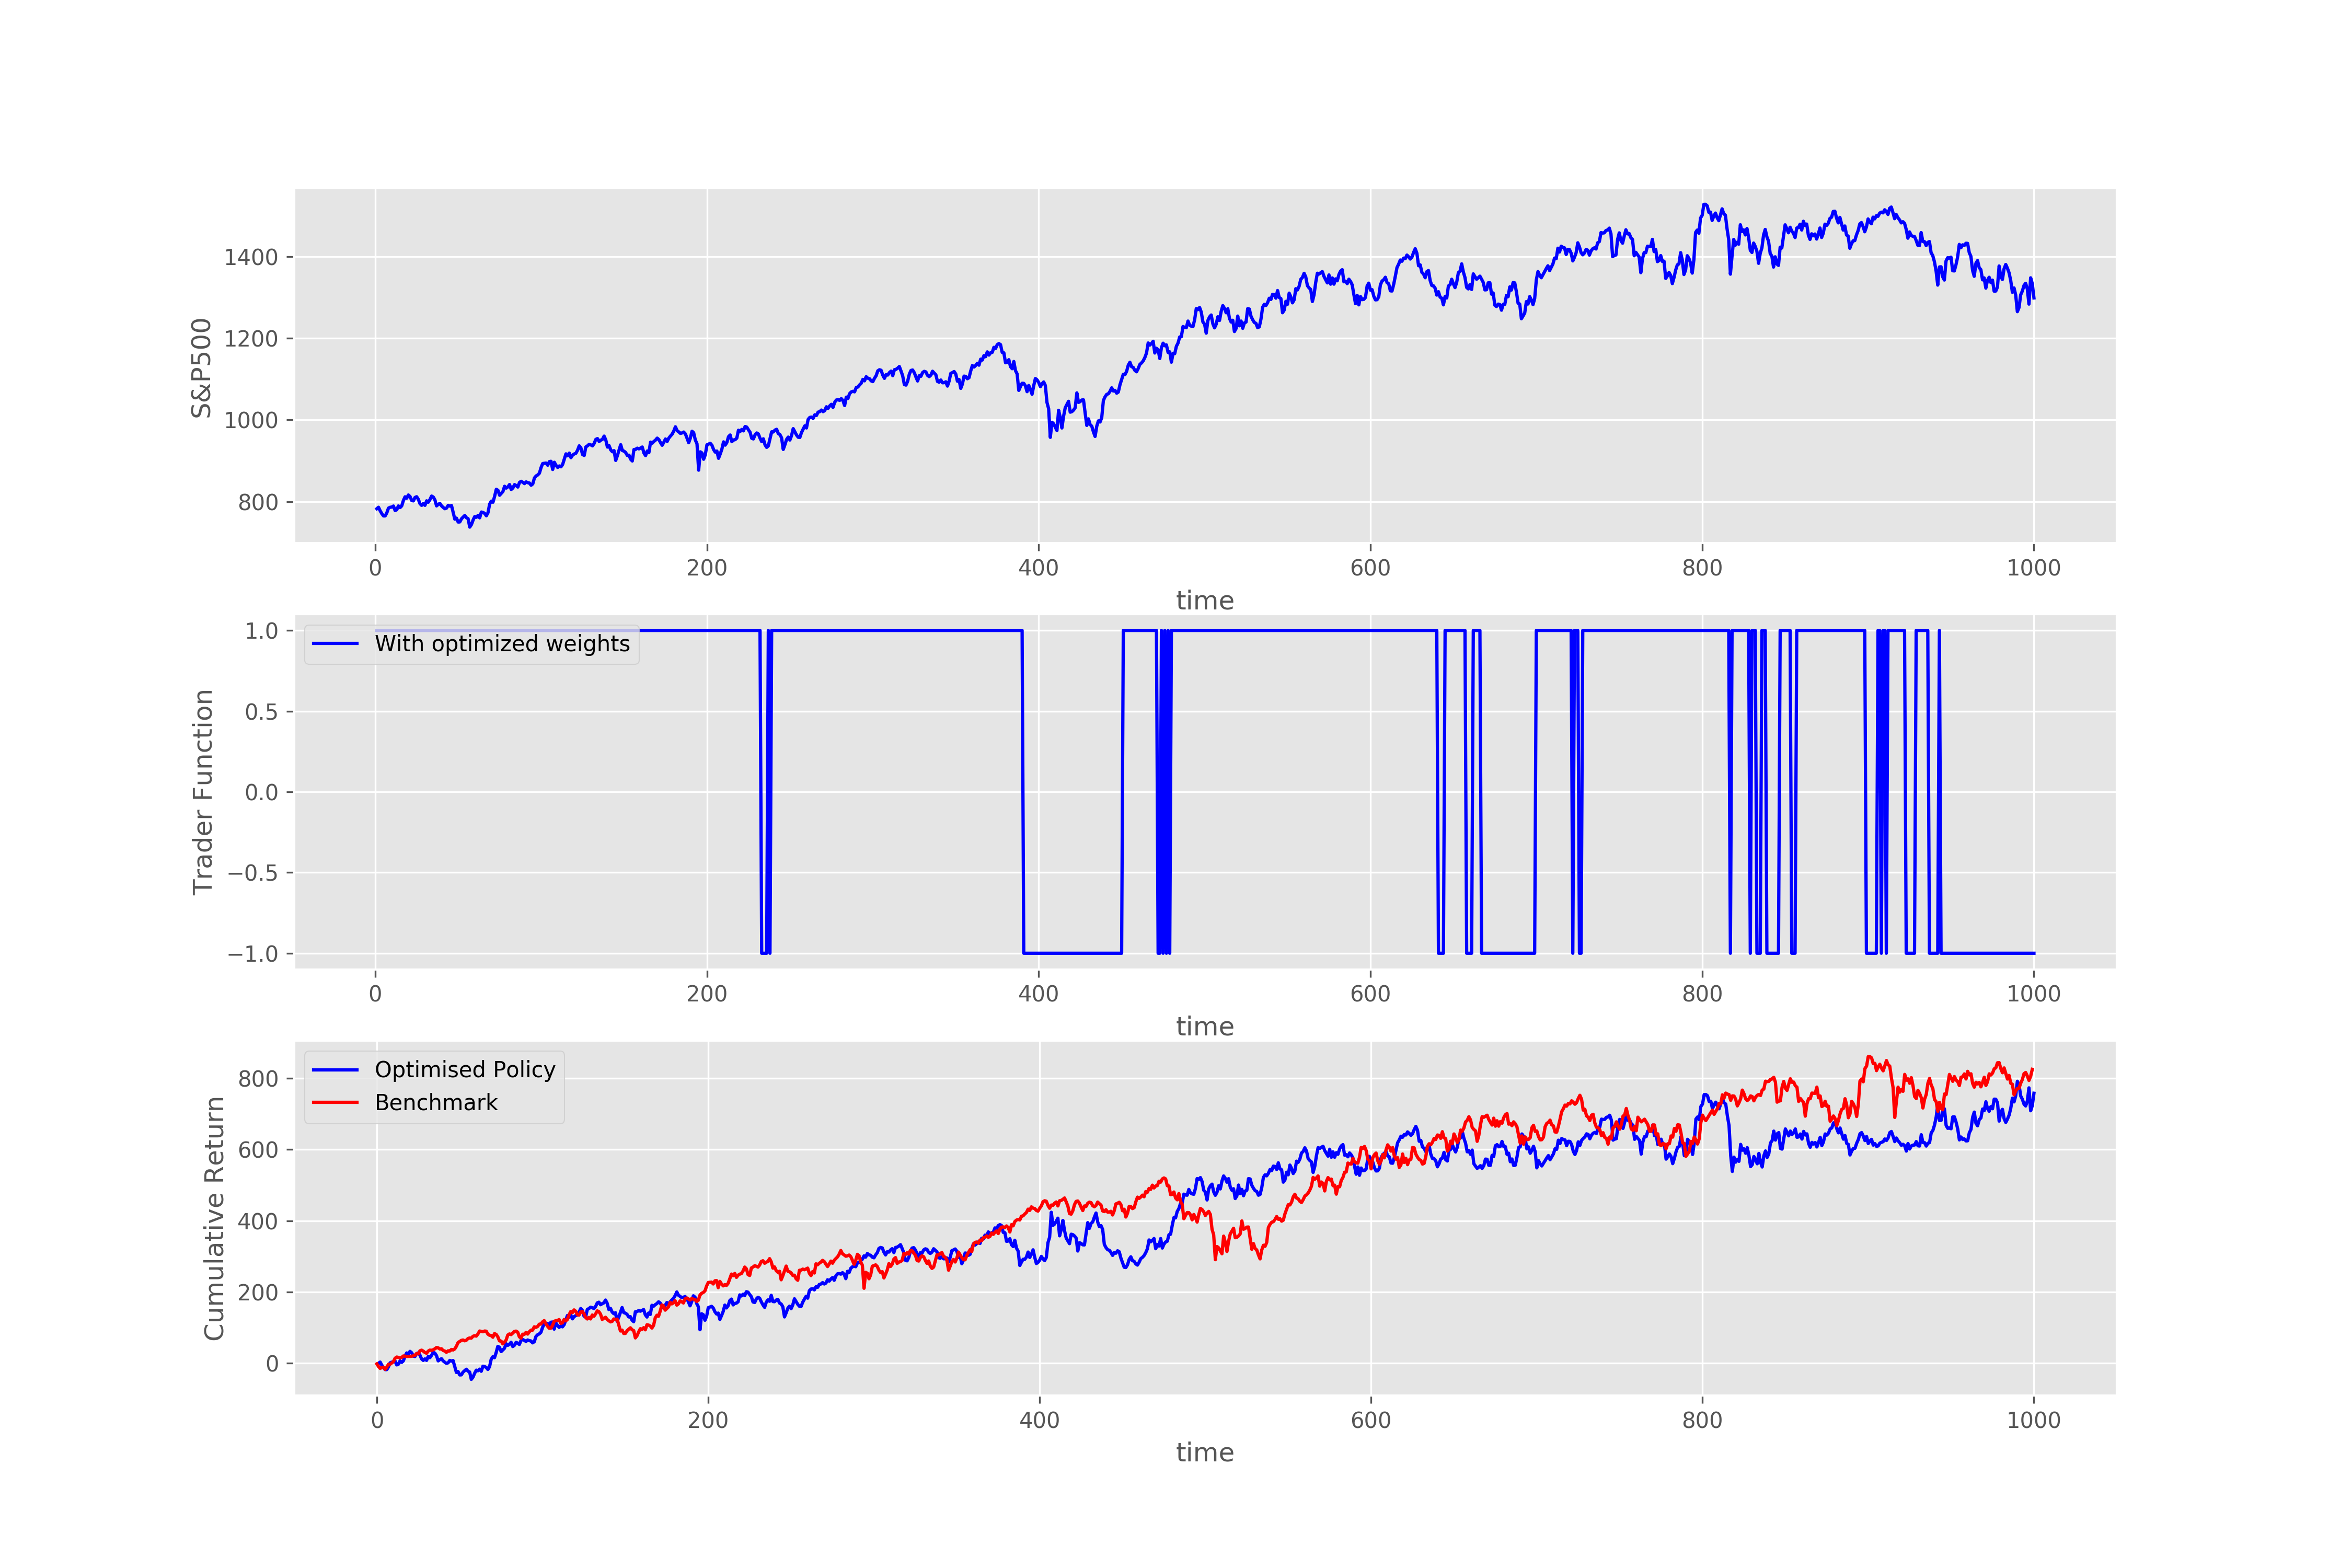 S&P500
1400
1200
1000
800
0 200 400 600 800 1000
time
Trader Function
With optimized weights
1.0
0.5
0.0
−0.5
−1.0
0 200 400 600 800 1000
time
Cumulative Return
Optimised Policy
Benchmark
800
600
400
200
0
0 200 400 600 800 1000
time